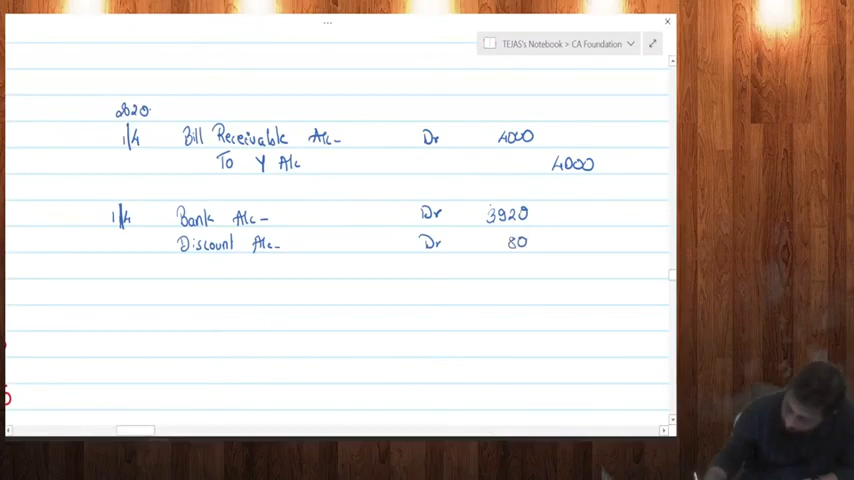 TEJAS's Notebook > CA Foundation
2020
1/4 Bill Receivable A/c- Dr 4000
To Y A/c 4000
1/4 Bank A/c- Dr 3920
Discount A/c- Dr 80